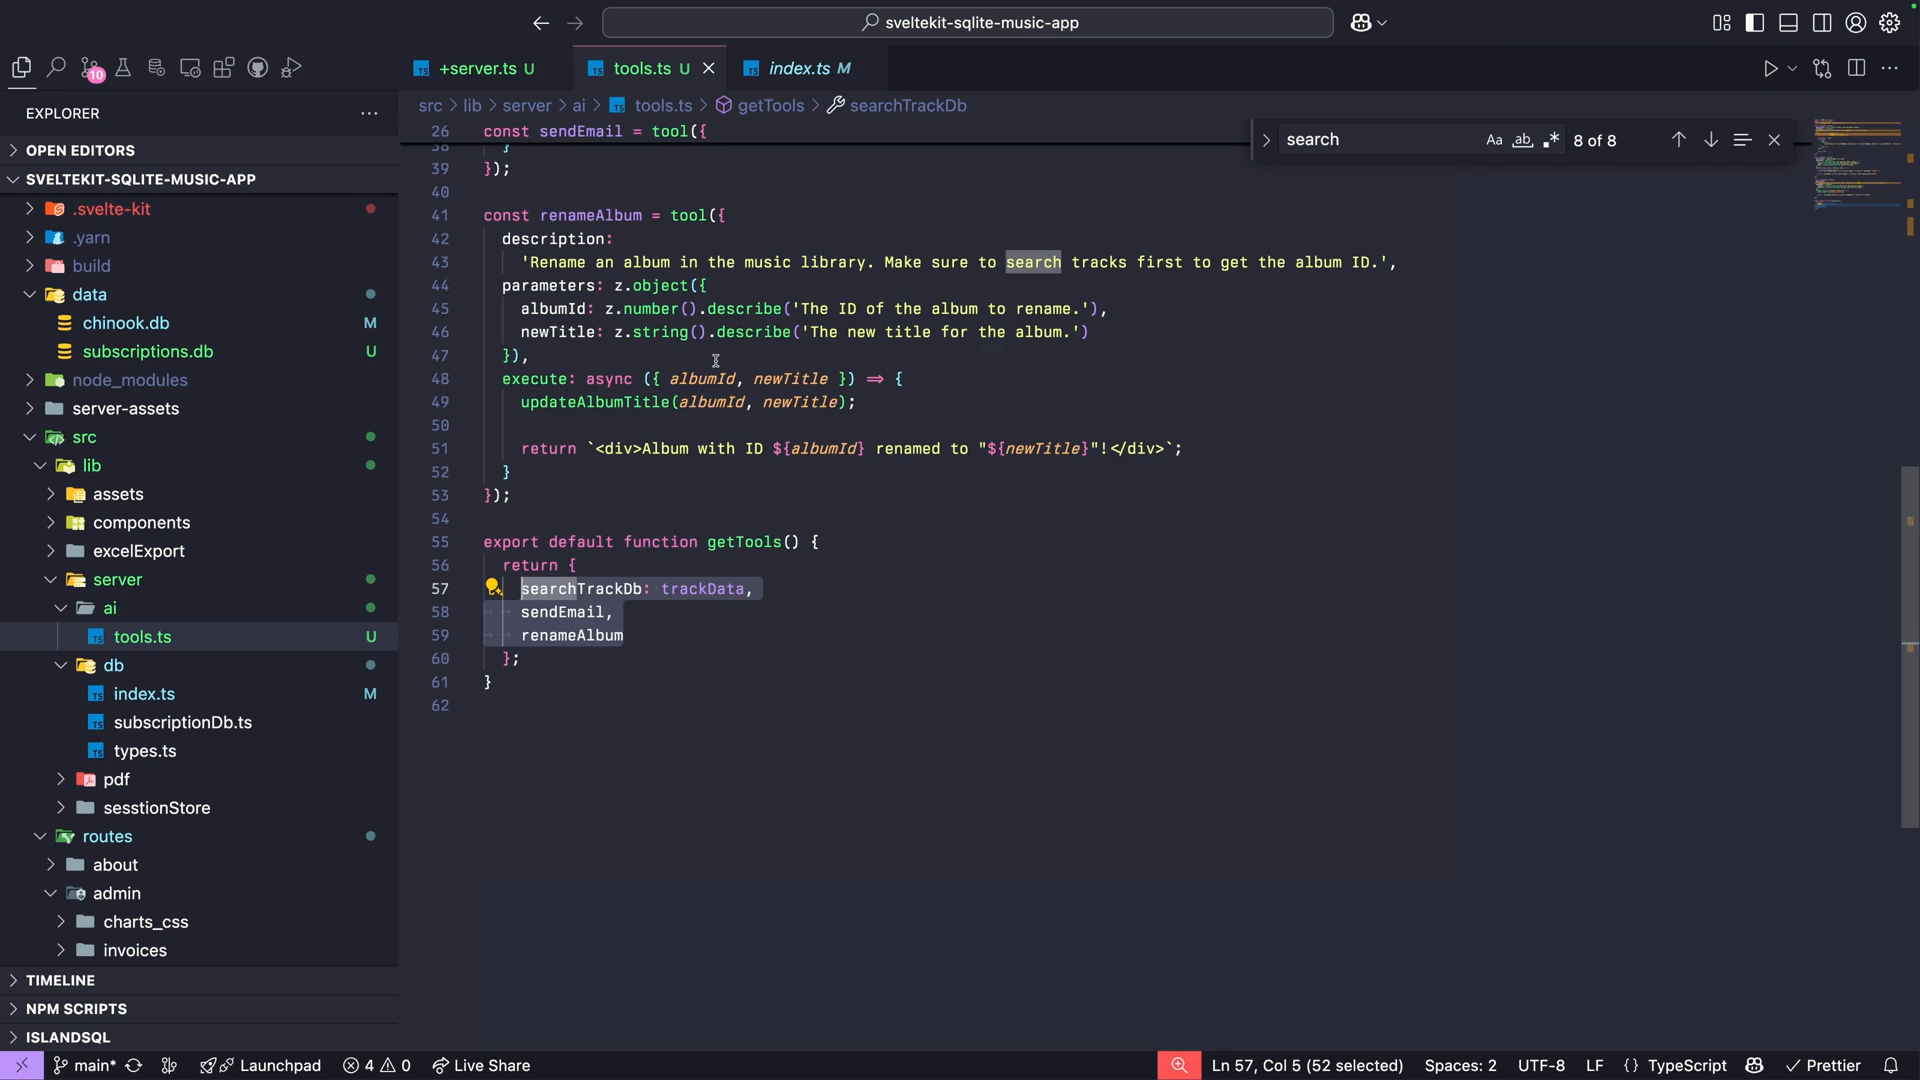 sveltekit-sqlite-music-app
10
+server.ts U
tools.ts U
index.ts M
EXPLORER
src > lib > server > ai > tools.ts > getTools > searchTrackDb
search
Aa
ab
8 of 8
OPEN EDITORS
SVELTEKIT-SQLITE-MUSIC-APP
.svelte-kit
.yarn
build
data
chinook.db M
subscriptions.db U
node_modules
server-assets
src
lib
assets
components
excelExport
server
ai
tools.ts U
db
index.ts M
subscriptionDb.ts
types.ts
pdf
sesstionStore
routes
about
admin
charts_css
invoices
TIMELINE
NPM SCRIPTS
ISLANDSQL
26 const sendEmail = tool({
38 }
39 });
40
41 const renameAlbum = tool({
42 description:
43 'Rename an album in the music library. Make sure to search tracks first to get the album ID.',
44 parameters: z.object({
45 albumId: z.number().describe('The ID of the album to rename.'),
46 newTitle: z.string().describe('The new title for the album.')
47 }),
48 execute: async ({ albumId, newTitle }) => {
49 updateAlbumTitle(albumId, newTitle);
50
51 return `<div>Album with ID ${albumId} renamed to "${newTitle}"!</div>`;
52 }
53 });
54
55 export default function getTools() {
56 return {
57 searchTrackDb: trackData,
58 sendEmail,
59 renameAlbum
60 };
61 }
62
main*
Launchpad
4
0
Live Share
Ln 57, Col 5 (52 selected)
Spaces: 2
UTF-8
LF
{ } TypeScript
Prettier